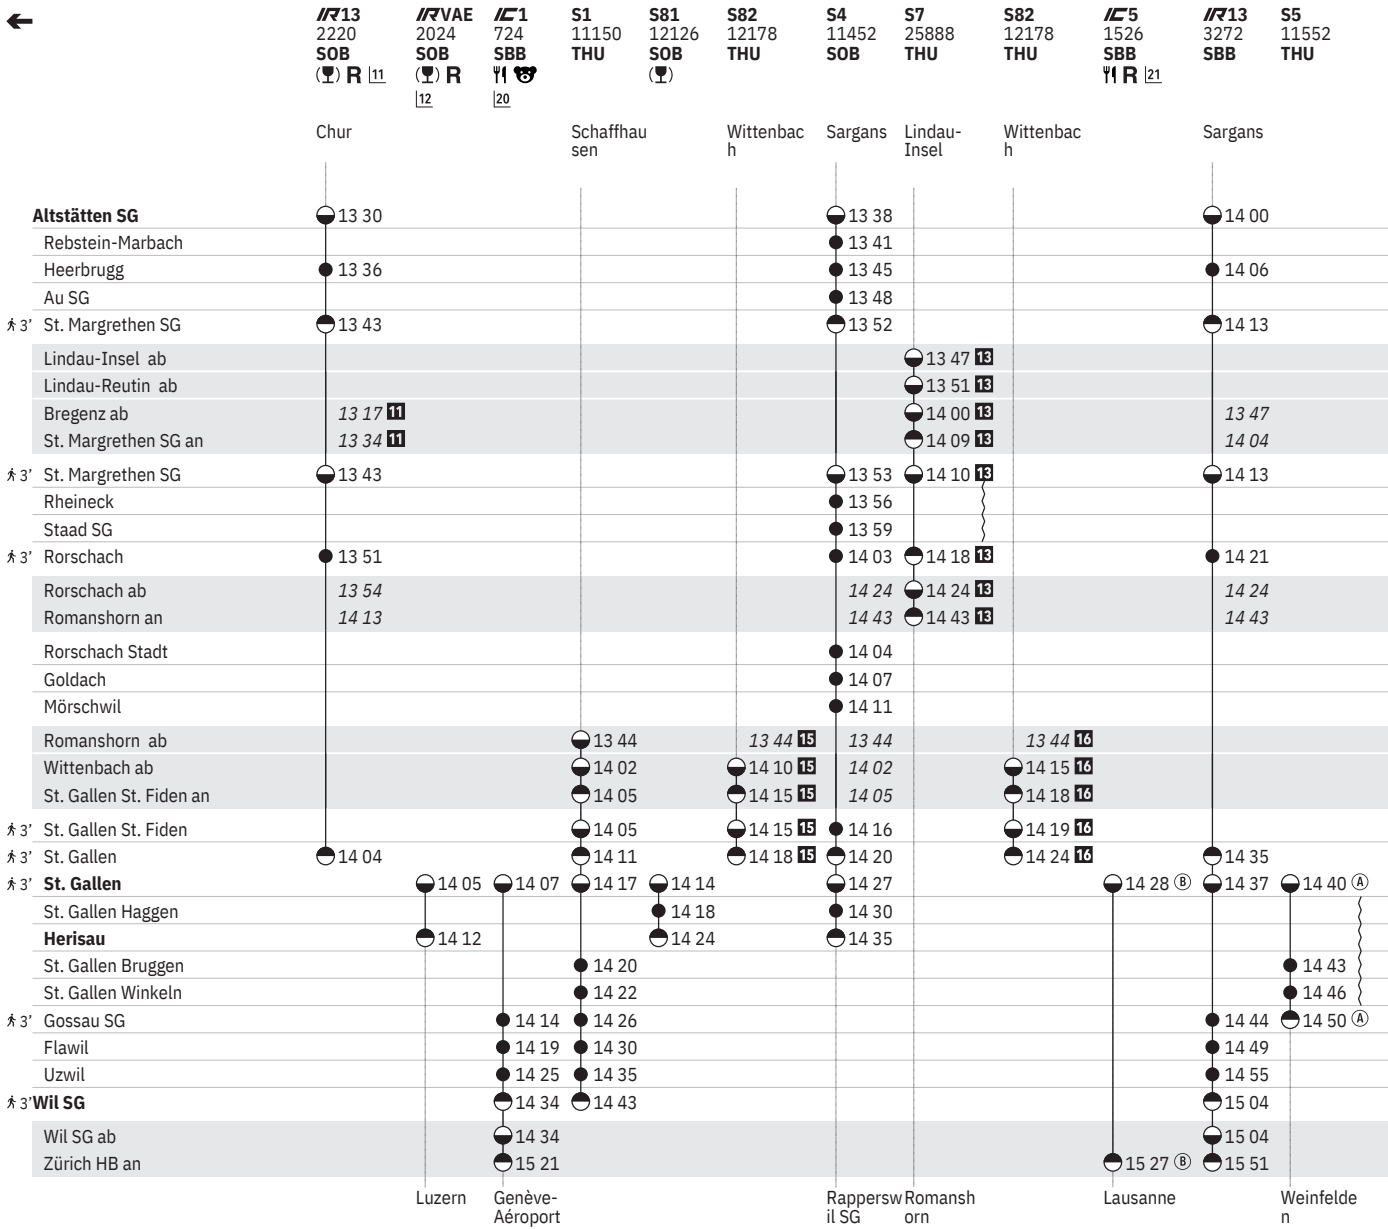 IR13 IRVAE IC1 S1 S81 S82 S4 S7 S82 IC5 IR13 S5
2220 2024 724 11150 12126 12178 11452 25888 12178 1526 3272 11552
SOB SOB SBB THU SOB THU SOB THU THU SBB SBB THU
R 11 R R 21
12 20
Chur Schaffhau Wittenbac Sargans Lindau- Wittenbac Sargans
sen h Insel h
Altstätten SG 13 30 13 38 14 00
Rebstein-Marbach 13 41
Heerbrugg 13 36 13 45 14 06
Au SG 13 48
3' St. Margrethen SG 13 43 13 52 14 13
Lindau-Insel ab 13 47 13
Lindau-Reutin ab 13 51 13
Bregenz ab 13 17 11 14 00 13 13 47
St. Margrethen SG an 13 34 11 14 09 13 14 04
3' St. Margrethen SG 13 43 13 53 14 10 13 14 13
Rheineck 13 56
Staad SG 13 59
3' Rorschach 13 51 14 03 14 18 13 14 21
Rorschach ab 13 54 14 24 14 24 13 14 24
Romanshorn an 14 13 14 43 14 43 13 14 43
Rorschach Stadt 14 04
Goldach 14 07
Mörschwil 14 11
Romanshorn ab 13 44 13 44 15 13 44 13 44 16
Wittenbach ab 14 02 14 10 15 14 02 14 15 16
St. Gallen St. Fiden an 14 05 14 15 15 14 05 14 18 16
3' St. Gallen St. Fiden 14 05 14 15 15 14 16 14 19 16
3' St. Gallen 14 04 14 11 14 18 15 14 20 14 24 16 14 35
3' St. Gallen 14 05 14 07 14 17 14 14 14 27 14 28 B 14 37 14 40 A
St. Gallen Haggen 14 18 14 30
Herisau 14 12 14 24 14 35
St. Gallen Bruggen 14 20 14 43
St. Gallen Winkeln 14 22 14 46
3' Gossau SG 14 14 14 26 14 44 14 50 A
Flawil 14 19 14 30 14 49
Uzwil 14 25 14 35 14 55
3' Wil SG 14 34 14 43 15 04
Wil SG ab 14 34 15 04
Zürich HB an 15 21 15 27 B 15 51
Luzern Genève- Rappersw Romansh Lausanne Weinfelde
Aéroport il SG orn n